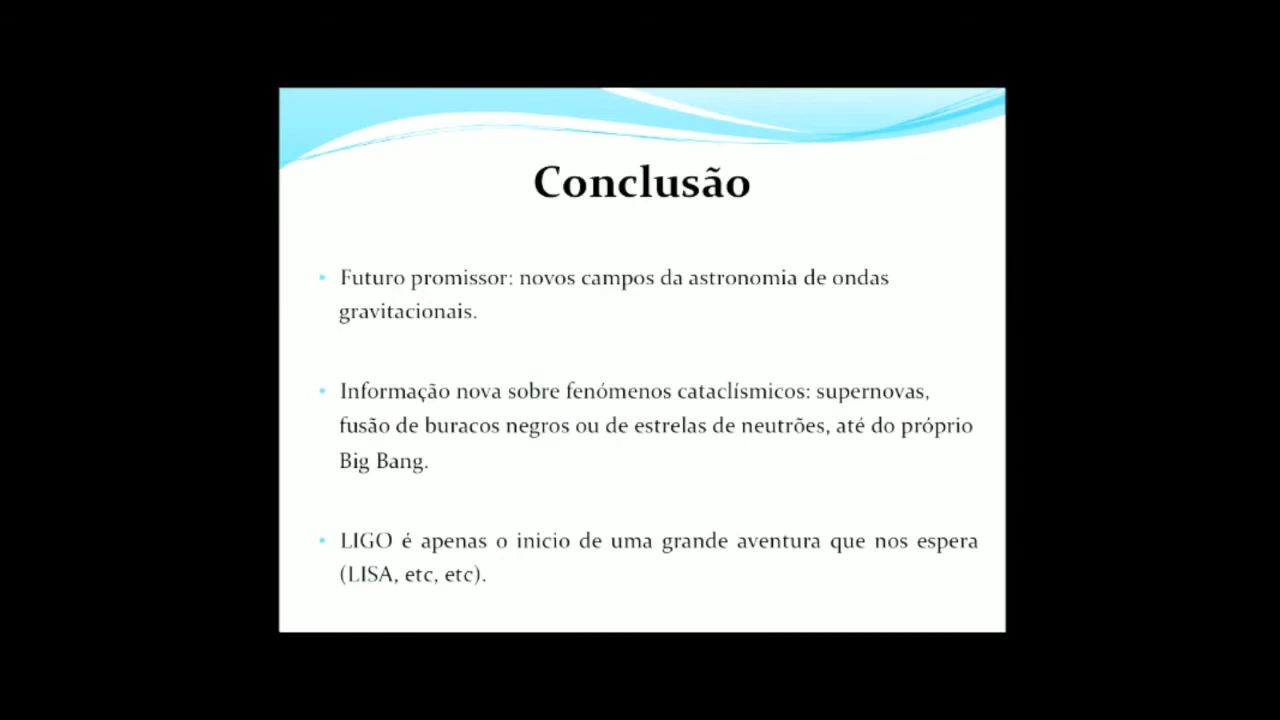 Conclusão
• Futuro promissor: novos campos da astronomia de ondas
gravitacionais.
• Informação nova sobre fenómenos cataclísmicos: supernovas,
fusão de buracos negros ou de estrelas de neutrões, até do próprio
Big Bang.
• LIGO é apenas o inicio de uma grande aventura que nos espera
(LISA, etc, etc).